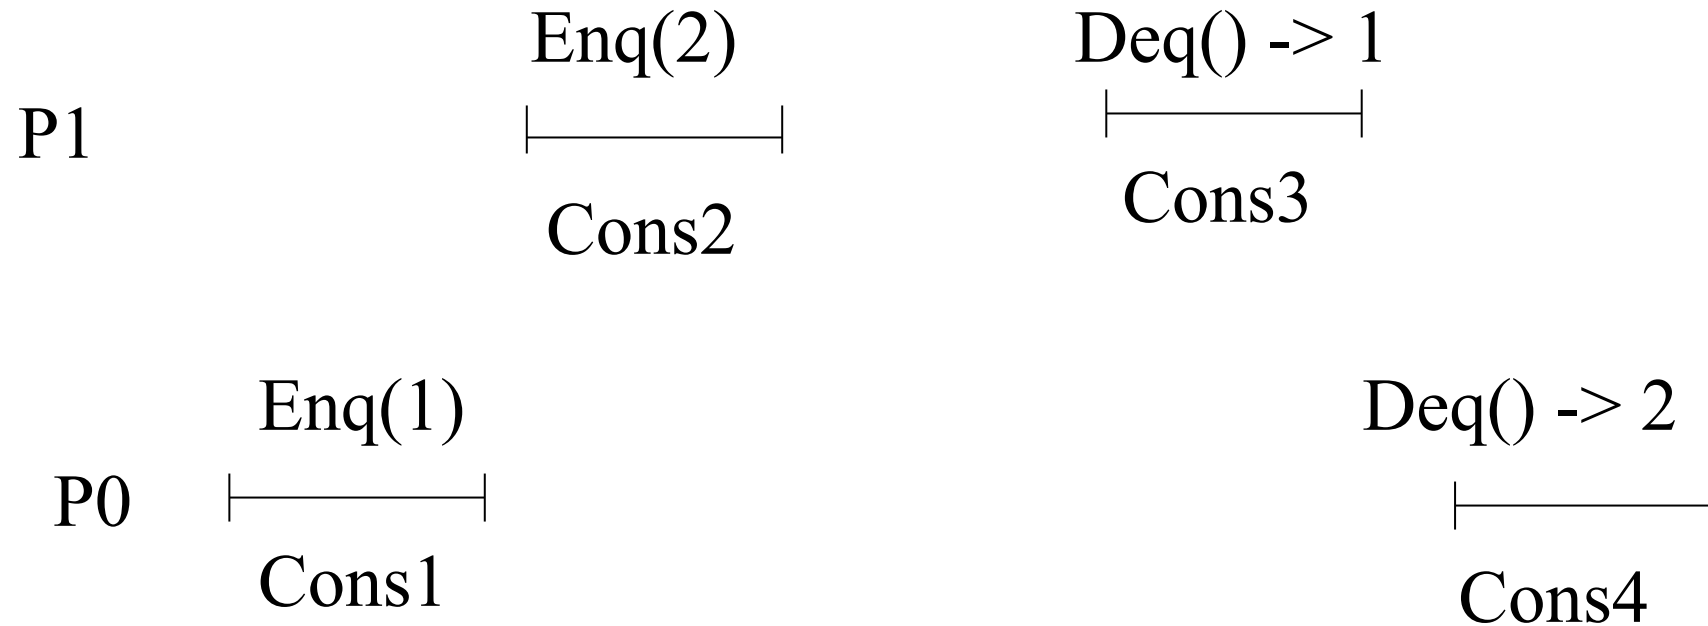 Enq(2)
Deq() -> 1
P1
Cons2
Cons3
Enq(1)
Deq() -> 2
P0
Cons1
Cons4